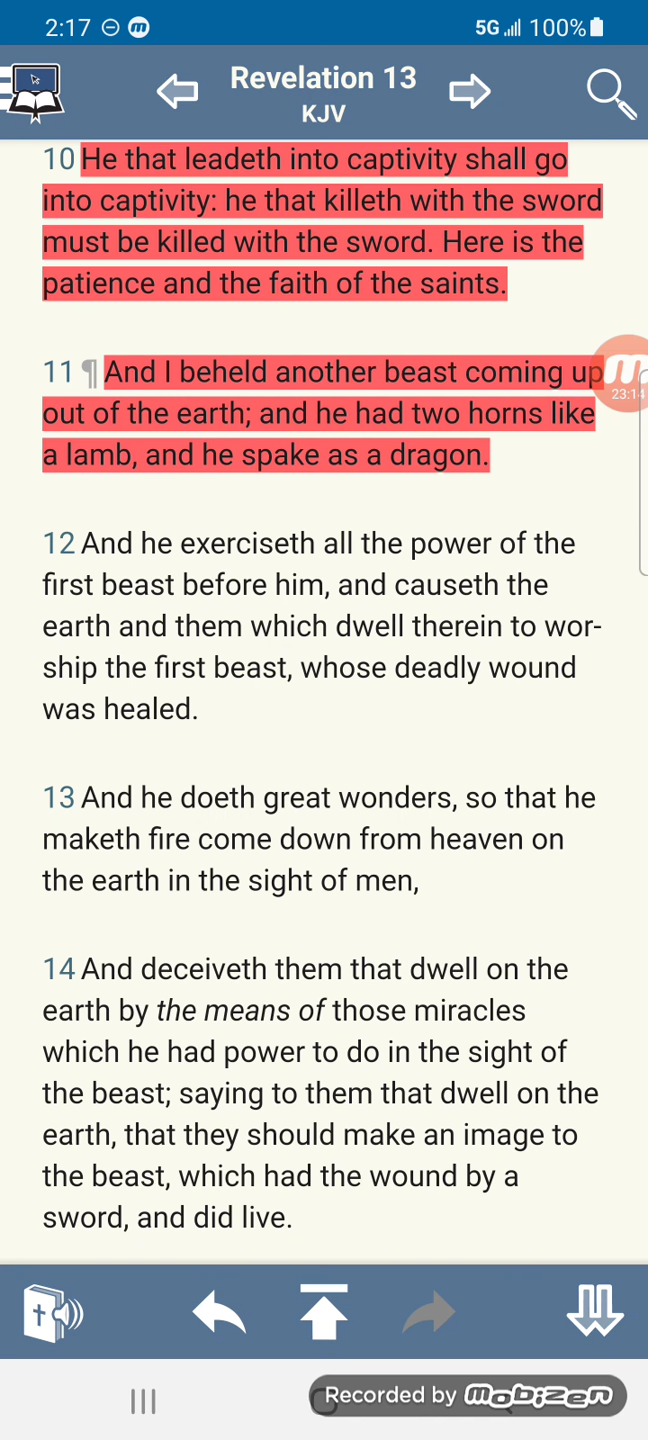 2:17 m 5G 100%
Revelation 13
KJV
10 He that leadeth into captivity shall go
into captivity: he that killeth with the sword
must be killed with the sword. Here is the
patience and the faith of the saints.
11 ¶ And I beheld another beast coming up
out of the earth; and he had two horns like
a lamb, and he spake as a dragon.
m
23:14
12 And he exerciseth all the power of the
first beast before him, and causeth the
earth and them which dwell therein to wor-
ship the first beast, whose deadly wound
was healed.
13 And he doeth great wonders, so that he
maketh fire come down from heaven on
the earth in the sight of men,
14 And deceiveth them that dwell on the
earth by the means of those miracles
which he had power to do in the sight of
the beast; saying to them that dwell on the
earth, that they should make an image to
the beast, which had the wound by a
sword, and did live.
Recorded by mobizen